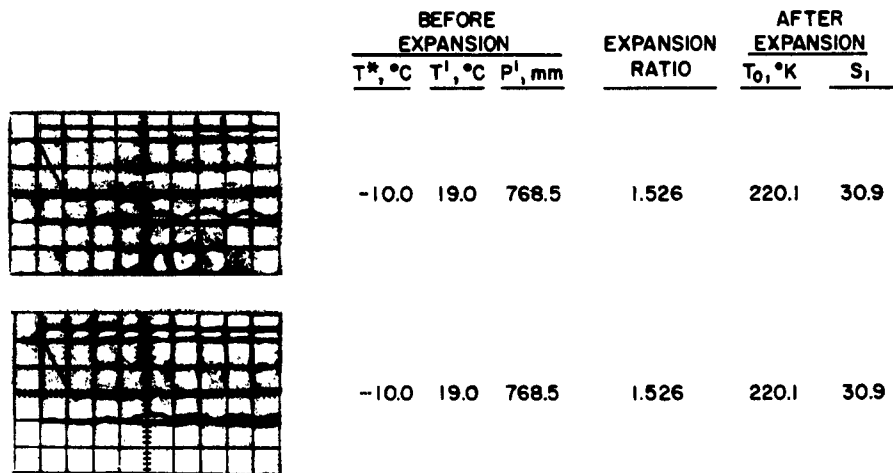 BEFORE EXPANSION EXPANSION RATIO AFTER EXPANSION
T*, °C T', °C P', mm T₀, °K S₁
-10.0 19.0 768.5 1.526 220.1 30.9
-10.0 19.0 768.5 1.526 220.1 30.9